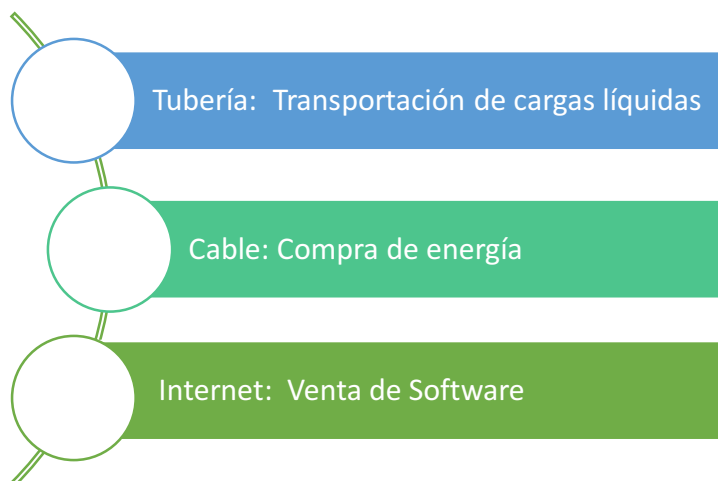 Tubería:  Transportación de cargas líquidas
Cable: Compra de energía
Internet:  Venta de Software